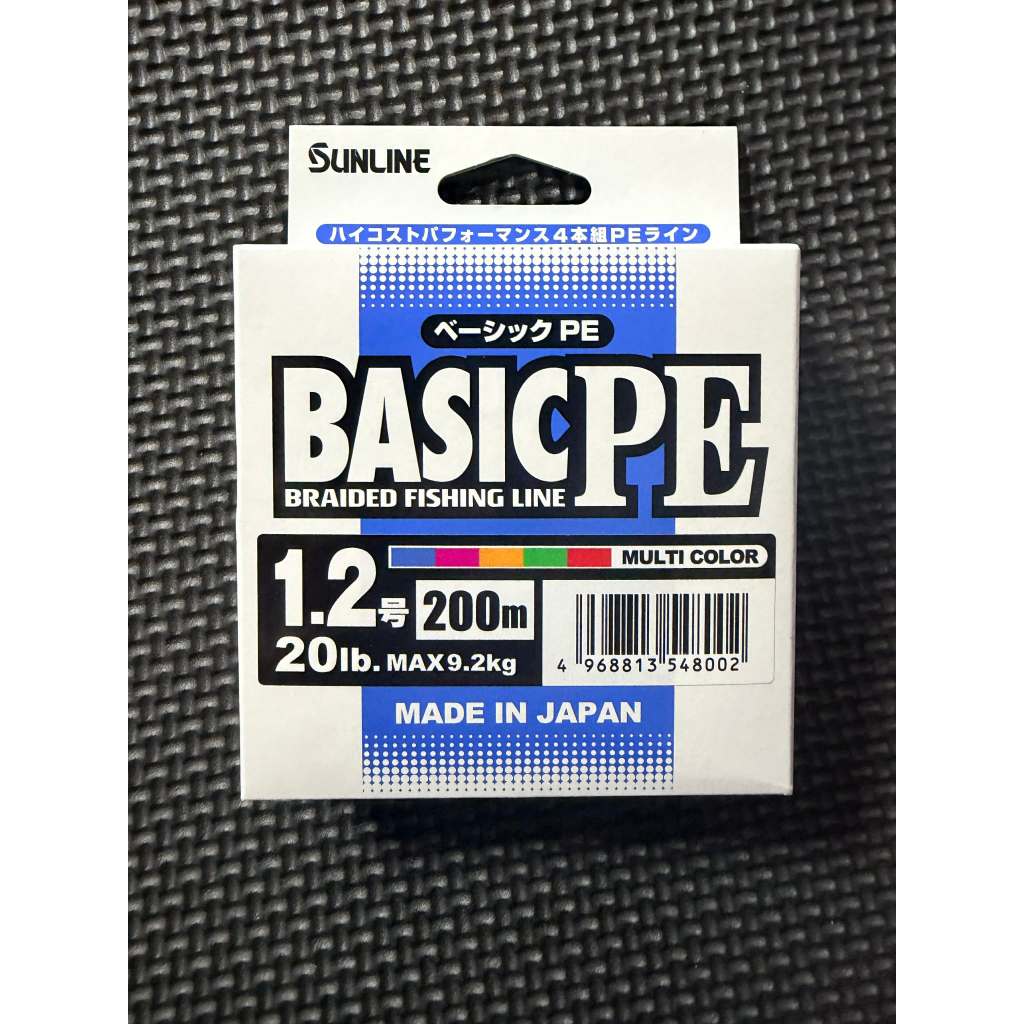 SUNLINE
ハイコストパフォーマンス4本組PEライン
ベーシックPE
BASIC PE
BRAIDED FISHING LINE
MULTI COLOR
1.2号 200m
20lb. MAX9.2kg
4 968813 548002
MADE IN JAPAN